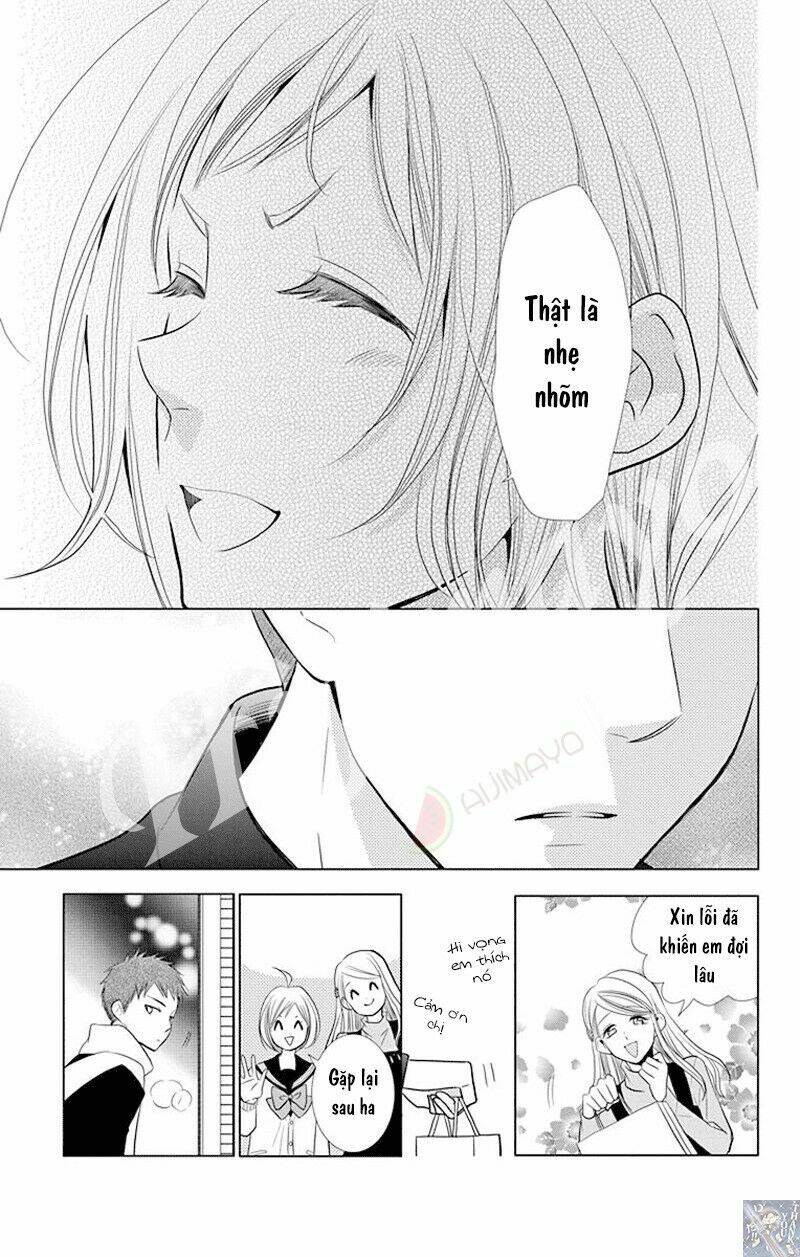 Thật là
nhẹ
nhõm
AIJIMAYO
Xin lỗi đã
khiến em đợi
lâu
Hi vọng
em thích
nó
Cảm ơn
chị
Gặp lại
sau ha